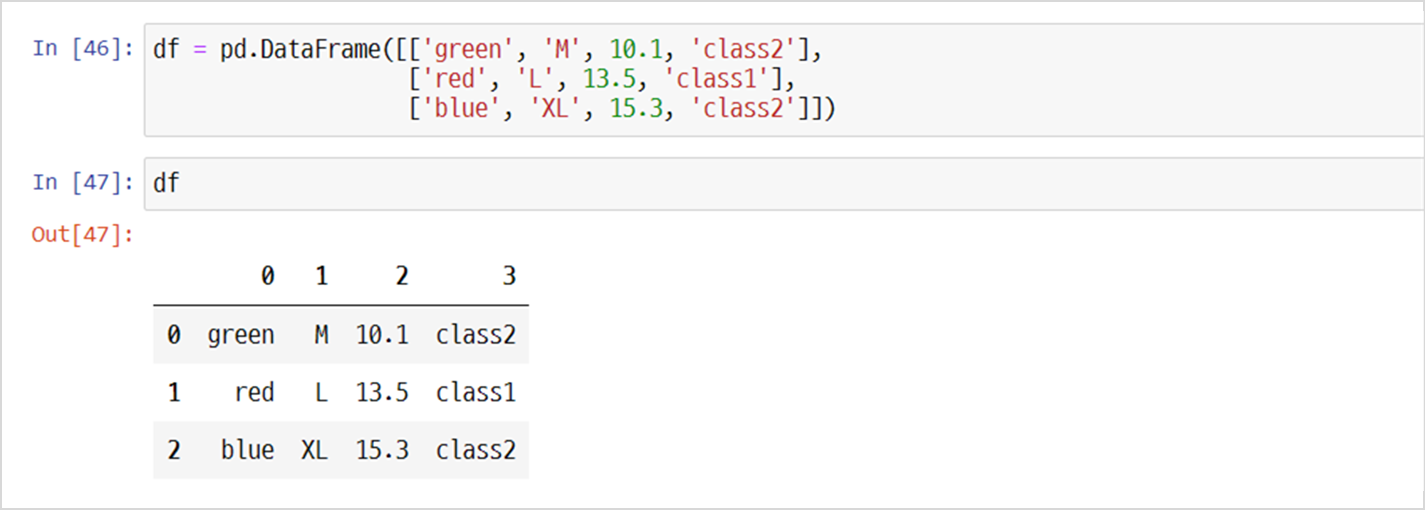 In [46]: df = pd.DataFrame([['green', 'M', 10.1, 'class2'],
['red', 'L', 13.5, 'class1'],
['blue', 'XL', 15.3, 'class2']])
In [47]: df
Out[47]:
0 1 2 3
0 green M 10.1 class2
1 red L 13.5 class1
2 blue XL 15.3 class2